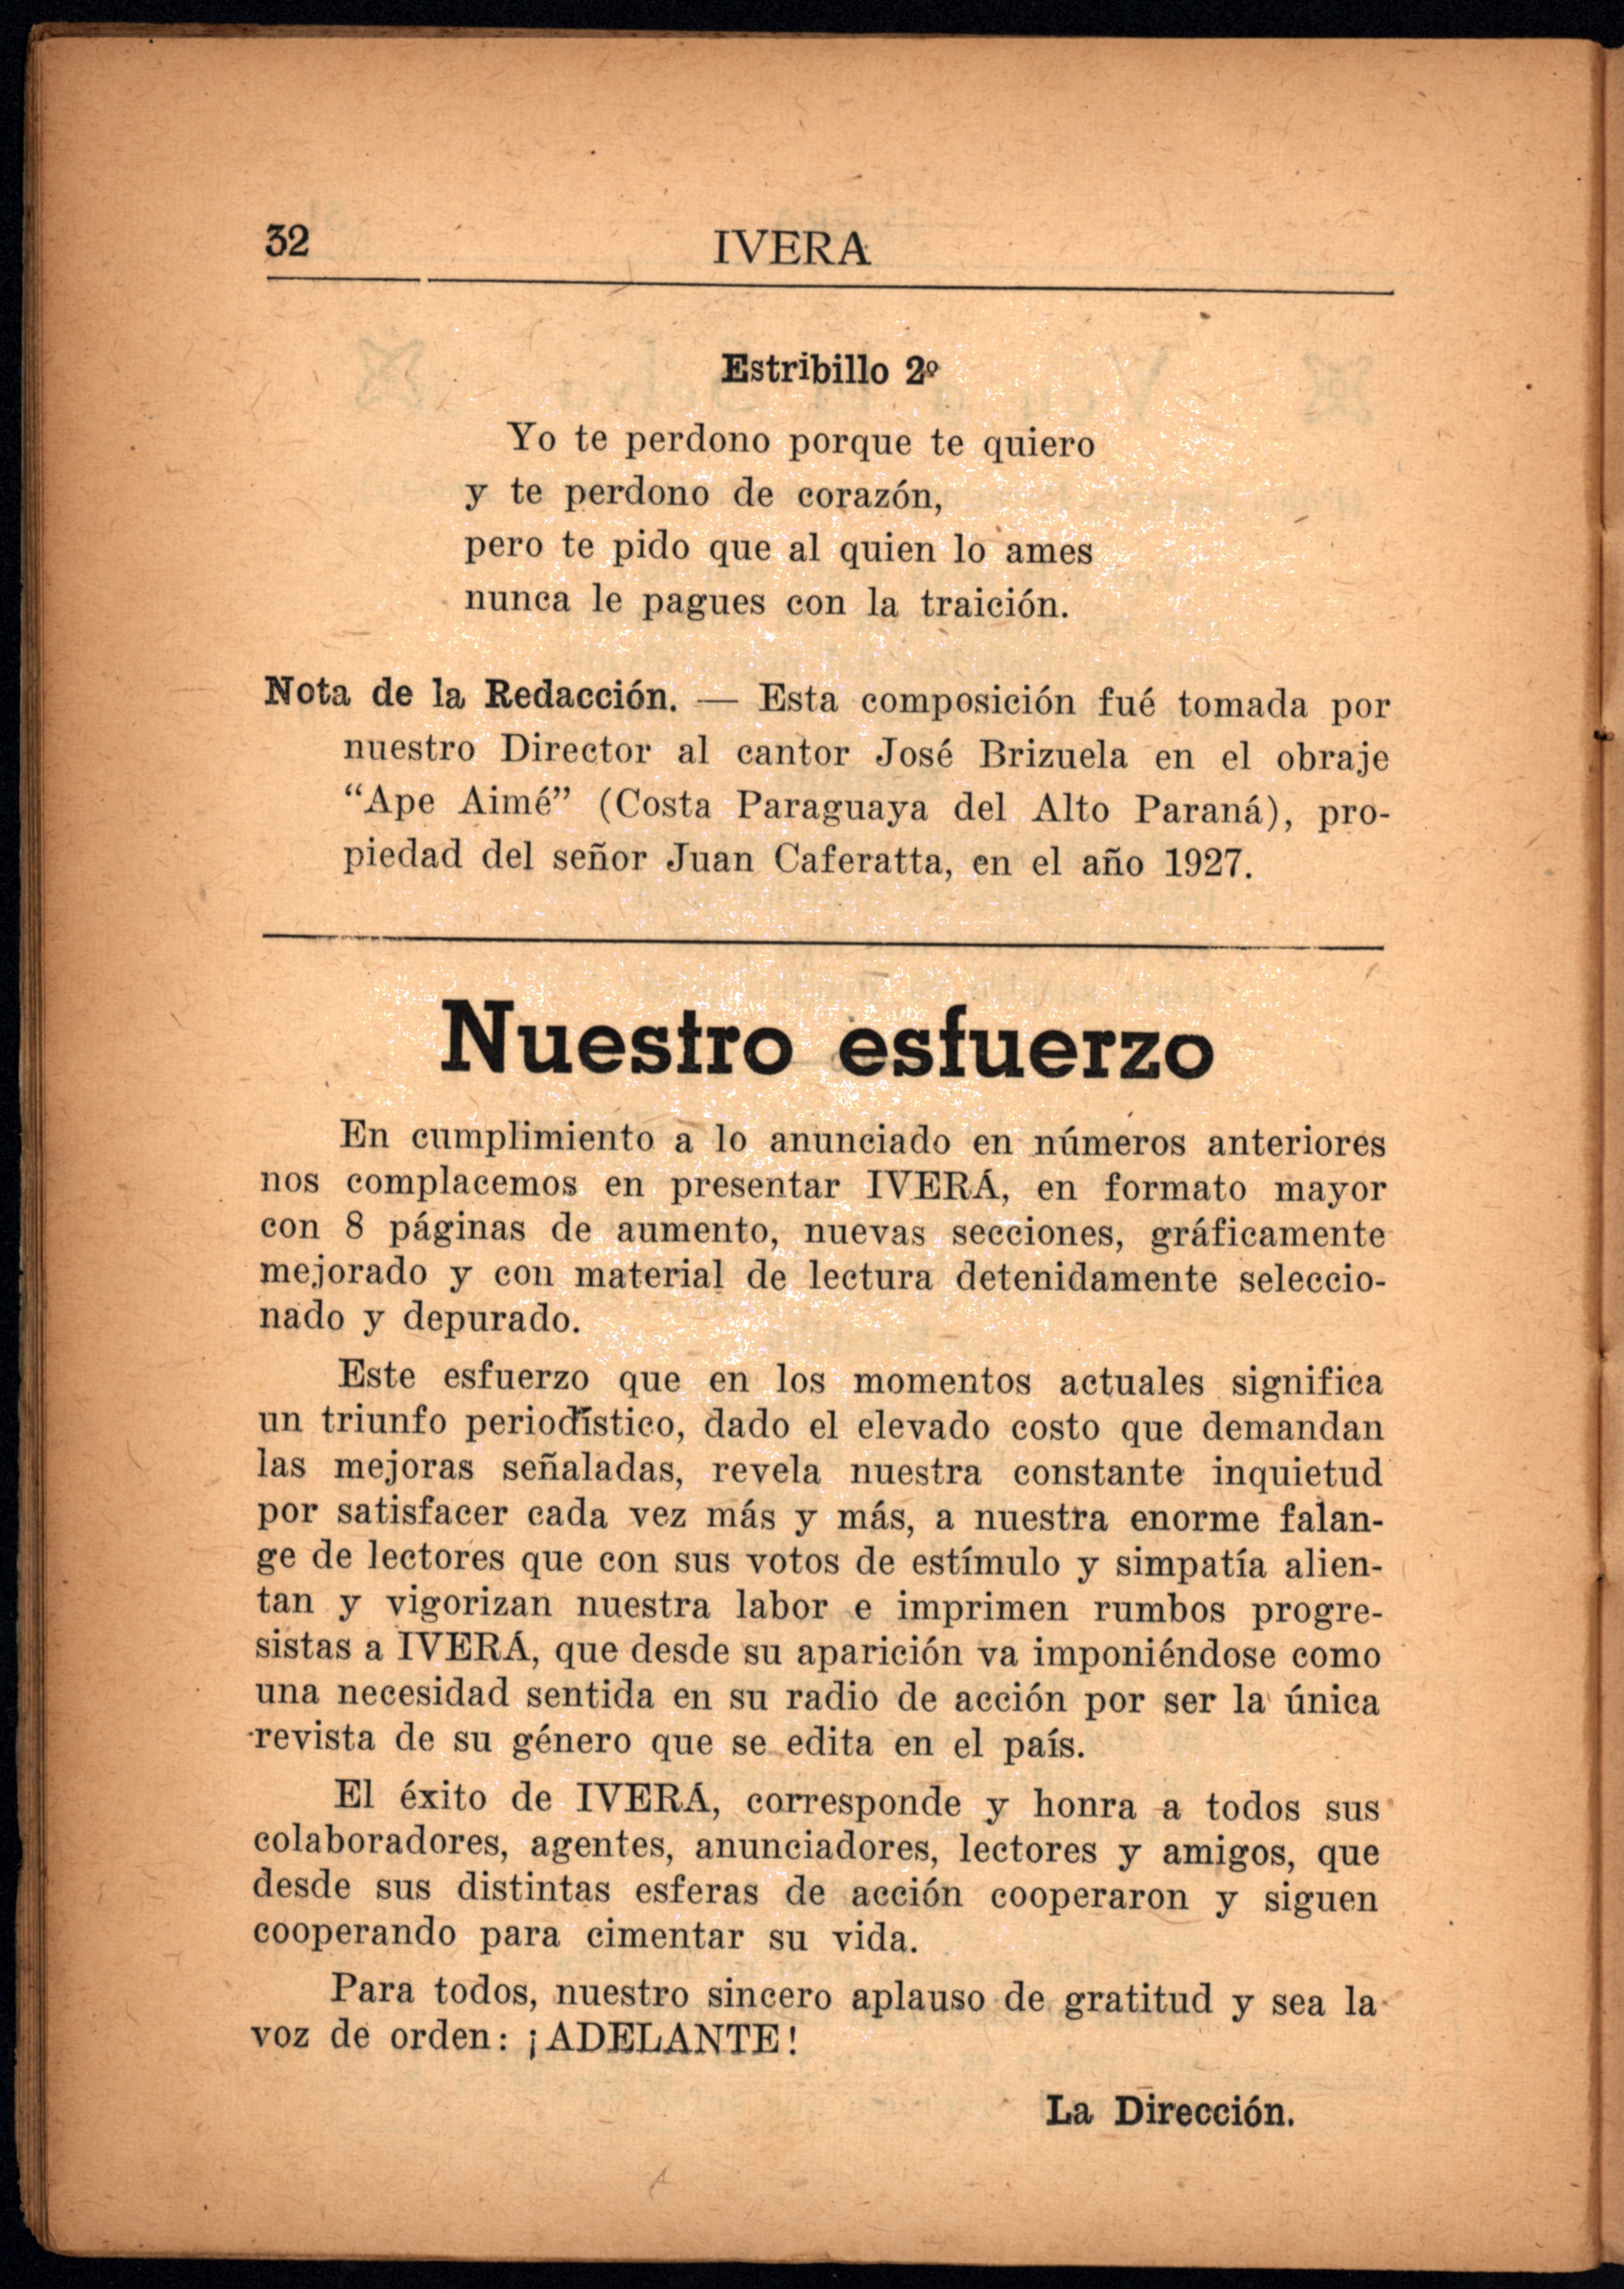 32
IVERA
Estribillo 2º
Yo te perdono porque te quiero
y te perdono de corazón,
pero te pido que al quien lo ames
nunca le pagues con la traición.
Nota de la Redacción. — Esta composición fué tomada por
nuestro Director al cantor José Brizuela en el obraje
“Ape Aimé” (Costa Paraguaya del Alto Paraná), pro-
piedad del señor Juan Caferatta, en el año 1927.
Nuestro esfuerzo
En cumplimiento a lo anunciado en números anteriores
nos complacemos en presentar IVERÁ, en formato mayor
con 8 páginas de aumento, nuevas secciones, gráficamente
mejorado y con material de lectura detenidamente seleccio-
nado y depurado.
Este esfuerzo que en los momentos actuales significa
un triunfo periodístico, dado el elevado costo que demandan
las mejoras señaladas, revela nuestra constante inquietud
por satisfacer cada vez más y más, a nuestra enorme falan-
ge de lectores que con sus votos de estímulo y simpatía alien-
tan y vigorizan nuestra labor e imprimen rumbos progre-
sistas a IVERÁ, que desde su aparición va imponiéndose como
una necesidad sentida en su radio de acción por ser la única
revista de su género que se edita en el país.
El éxito de IVERÁ, corresponde y honra a todos sus
colaboradores, agentes, anunciadores, lectores y amigos, que
desde sus distintas esferas de acción cooperaron y siguen
cooperando para cimentar su vida.
Para todos, nuestro sincero aplauso de gratitud y sea la
voz de orden: ¡ADELANTE!
La Dirección.